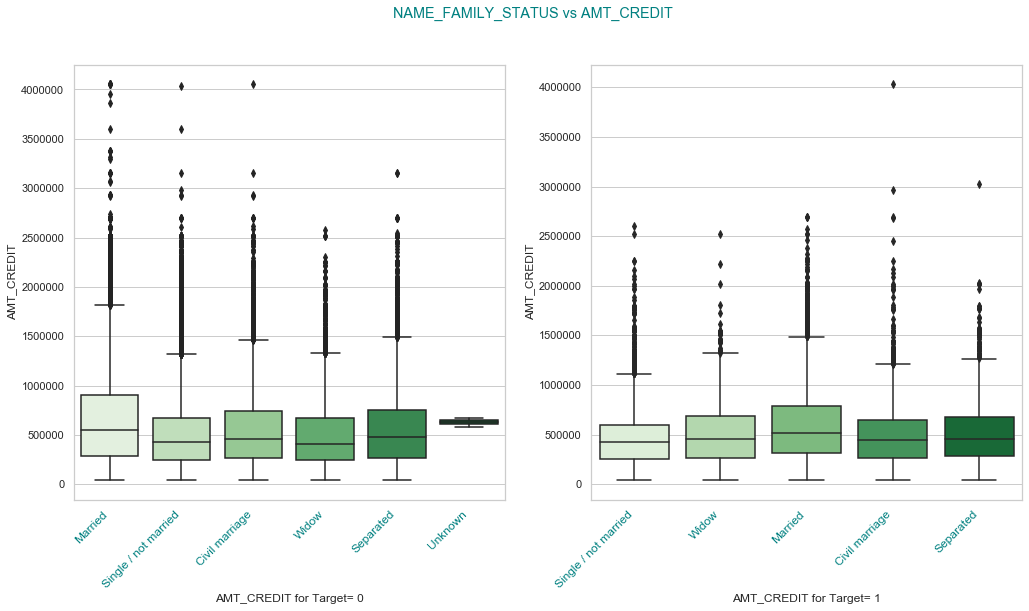 NAME_FAMILY_STATUS vs AMT_CREDIT
AMT_CREDIT
4000000
3500000
3000000
2500000
2000000
1500000
1000000
500000
0
Married
Single / not married
Civil marriage
Widow
Separated
Unknown
AMT_CREDIT for Target= 0
AMT_CREDIT
4000000
3500000
3000000
2500000
2000000
1500000
1000000
500000
0
Single / not married
Widow
Married
Civil marriage
Separated
AMT_CREDIT for Target= 1